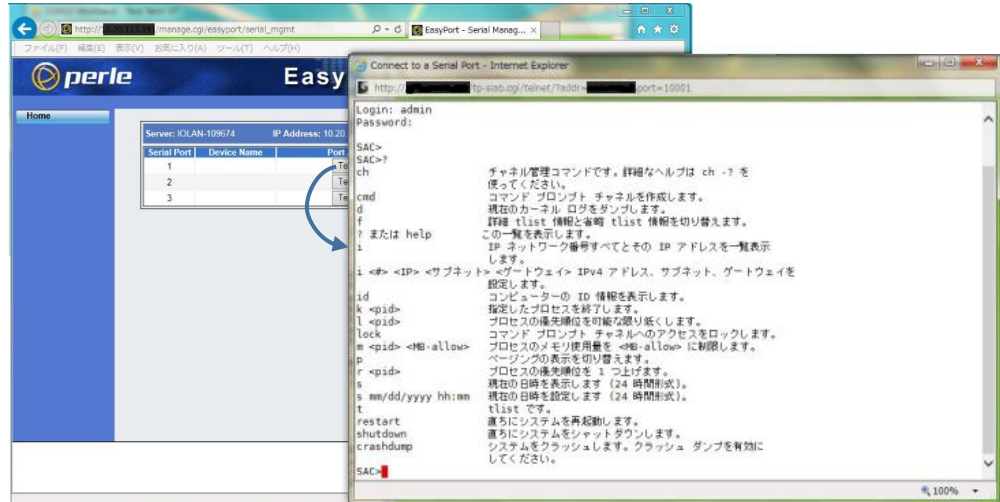 http:// /manage.cgi/easyport/serial_mgmt
EasyPort - Serial Manag...
ファイル(F) 編集(E) 表示(V) お気に入り(A) ツール(T) ヘルプ(H)
perle
Easy
Home
Server: IOLAN-109674 IP Address: 10.20.
Serial Port Device Name Port
1 Te
2 Te
3 Te
Connect to a Serial Port - Internet Explorer
http:// tp-siab.cgi/telnet/?addr= port=10001
Login: admin
Password:
SAC>
SAC>?
ch チャネル管理コマンドです。詳細なヘルプは ch -? を
使ってください。
cmd コマンド プロンプト チャネルを作成します。
d 現在のカーネル ログをダンプします。
f 詳細 tlist 情報と省略 tlist 情報を切り替えます。
? または help この一覧を表示します。
i IP ネットワーク番号すべてとその IP アドレスを一覧表示
します。
i <#> <IP> <サブネット> <ゲートウェイ> IPv4 アドレス、サブネット、ゲートウェイを
設定します。
id コンピューターの ID 情報を表示します。
k <pid> 指定したプロセスを終了します。
l <pid> プロセスの優先順位を可能な限り低くします。
lock コマンド プロンプト チャネルへのアクセスをロックします。
m <pid> <MB-allow> プロセスのメモリ使用量を <MB-allow> に制限します。
p ページングの表示を切り替えます。
r <pid> プロセスの優先順位を 1 つ上げます。
s 現在の日時を表示します (24 時間形式)。
s mm/dd/yyyy hh:mm 現在の日時を設定します (24 時間形式)。
t tlist です。
restart 直ちにシステムを再起動します。
shutdown 直ちにシステムをシャットダウンします。
crashdump システムをクラッシュします。クラッシュ ダンプを有効に
してください。
SAC>
100%